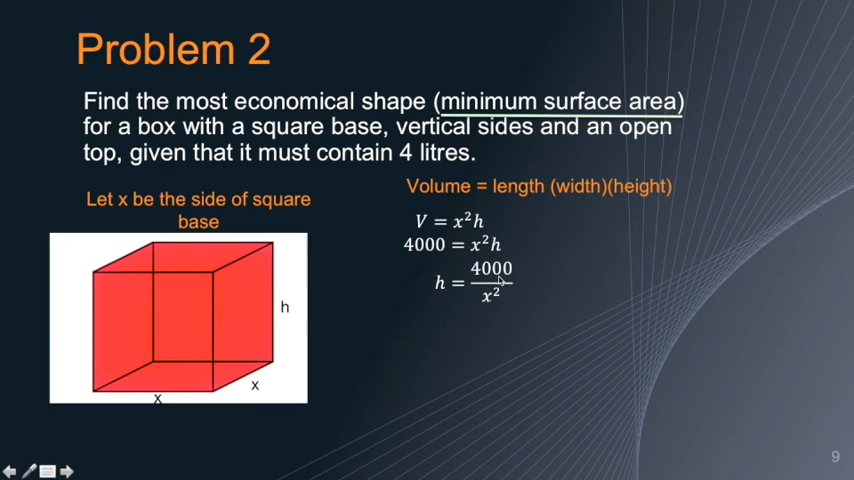 Problem 2
Find the most economical shape (minimum surface area)
for a box with a square base, vertical sides and an open
top, given that it must contain 4 litres.
Let x be the side of square
base
h
x
x
Volume = length (width)(height)
V = x²h
4000 = x²h
h = 4000/x²
9